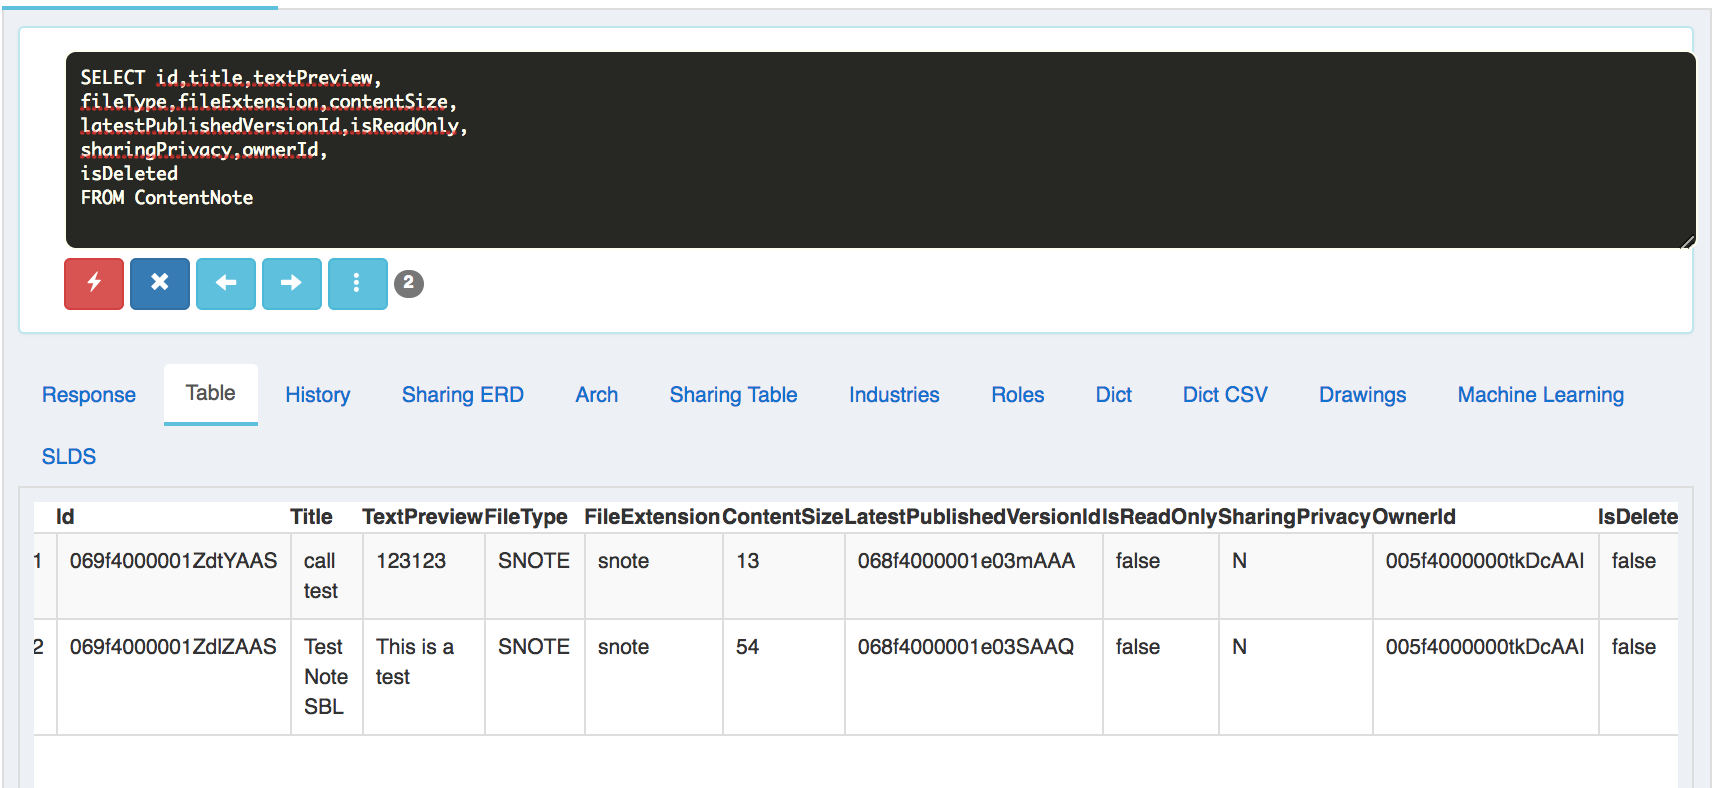 SELECT id,title,textPreview,
fileType,fileExtension,contentSize,
latestPublishedVersionId,isReadOnly,
sharingPrivacy,ownerId,
isDeleted
FROM ContentNote
2
Response Table History Sharing ERD Arch Sharing Table Industries Roles Dict Dict CSV Drawings Machine Learning
SLDS
Id Title TextPreview FileType FileExtension ContentSize LatestPublishedVersionId IsReadOnly SharingPrivacy OwnerId IsDelete
1 069f4000001ZdtYAAS call 123123 SNOTE snote 13 068f4000001e03mAAA false N 005f4000000tkDcAAI false
test
2 069f4000001ZdlZAAS Test This is a SNOTE snote 54 068f4000001e03SAAQ false N 005f4000000tkDcAAI false
Note test
SBL